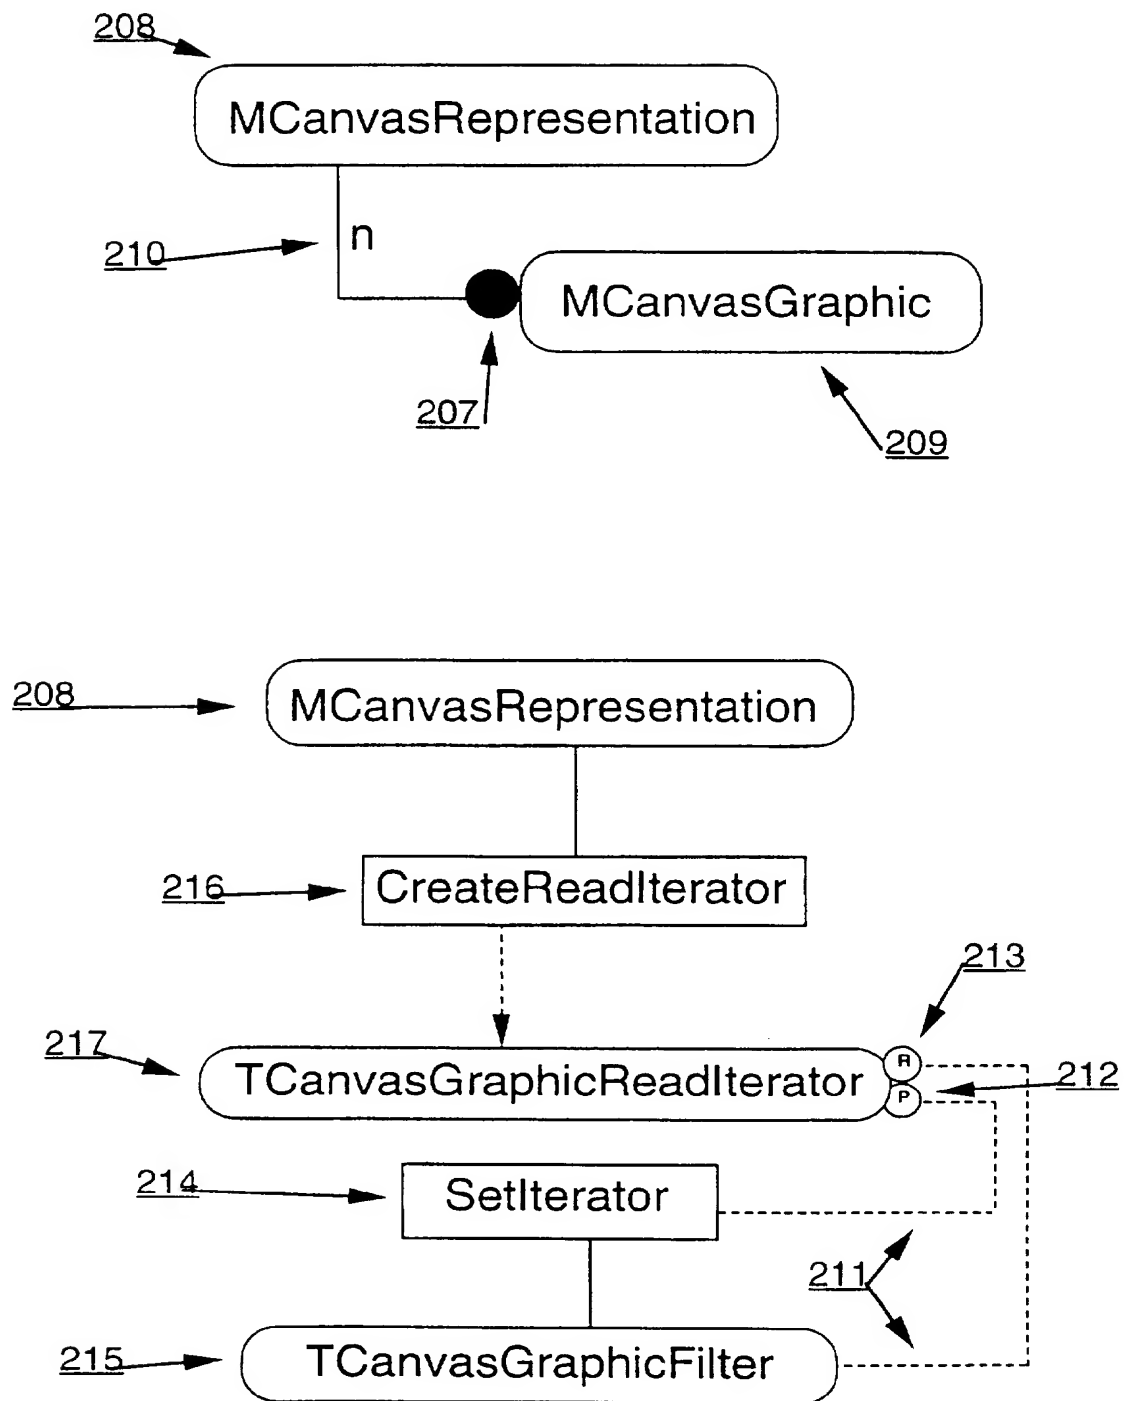 208
MCanvasRepresentation
210
n
MCanvasGraphic
207
209
208
MCanvasRepresentation
216
CreateReadIterator
213
217
TCanvasGraphicReadIterator
R
212
P
214
SetIterator
211
215
TCanvasGraphicFilter